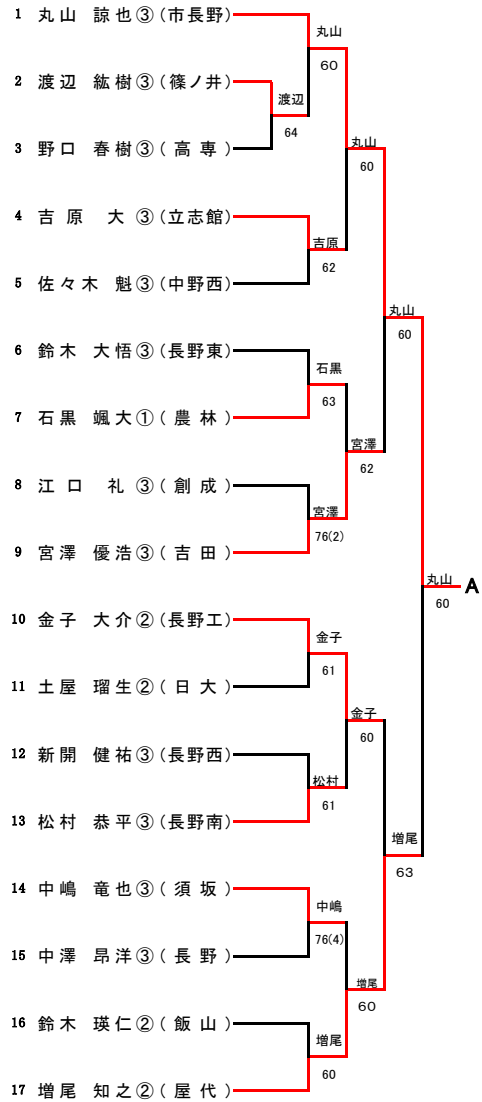 1 丸山 諒也③(市長野)
丸山
60
2 渡辺 紘樹③(篠ノ井)
渡辺
64
3 野口 春樹③(高専)
丸山
60
4 吉原 大③(立志館)
吉原
62
5 佐々木 魁③(中野西)
丸山
60
6 鈴木 大悟③(長野東)
石黒
63
7 石黒 颯大①(農林)
宮澤
62
8 江口 礼③(創成)
宮澤
76(2)
9 宮澤 優浩③(吉田)
丸山
60
A
10 金子 大介②(長野工)
金子
61
11 土屋 瑠生②(日大)
金子
60
12 新開 健祐③(長野西)
松村
61
13 松村 恭平③(長野南)
増尾
63
14 中嶋 竜也③(須坂)
中嶋
76(4)
15 中澤 昂洋③(長野)
増尾
60
16 鈴木 瑛仁②(飯山)
増尾
60
17 増尾 知之②(屋代)